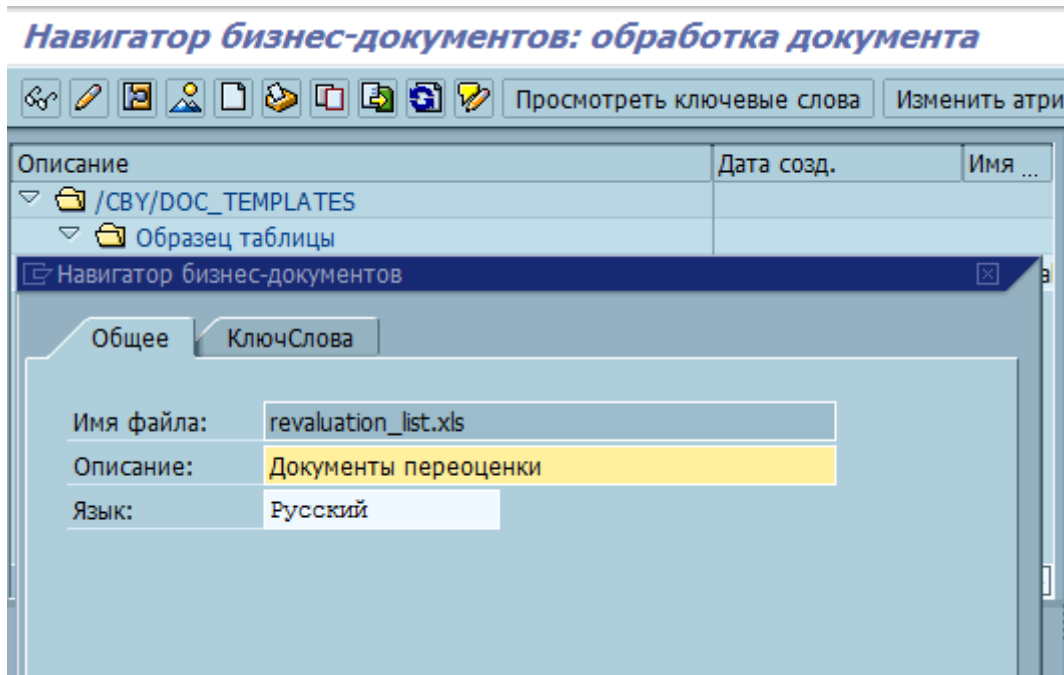 Навигатор бизнес-документов: обработка документа
Просмотреть ключевые слова Изменить атри
Описание Дата созд. Имя ...
/CBY/DOC_TEMPLATES
Образец таблицы
Навигатор бизнес-документов
Общее КлючСлова
Имя файла: revaluation_list.xls
Описание: Документы переоценки
Язык: Русский